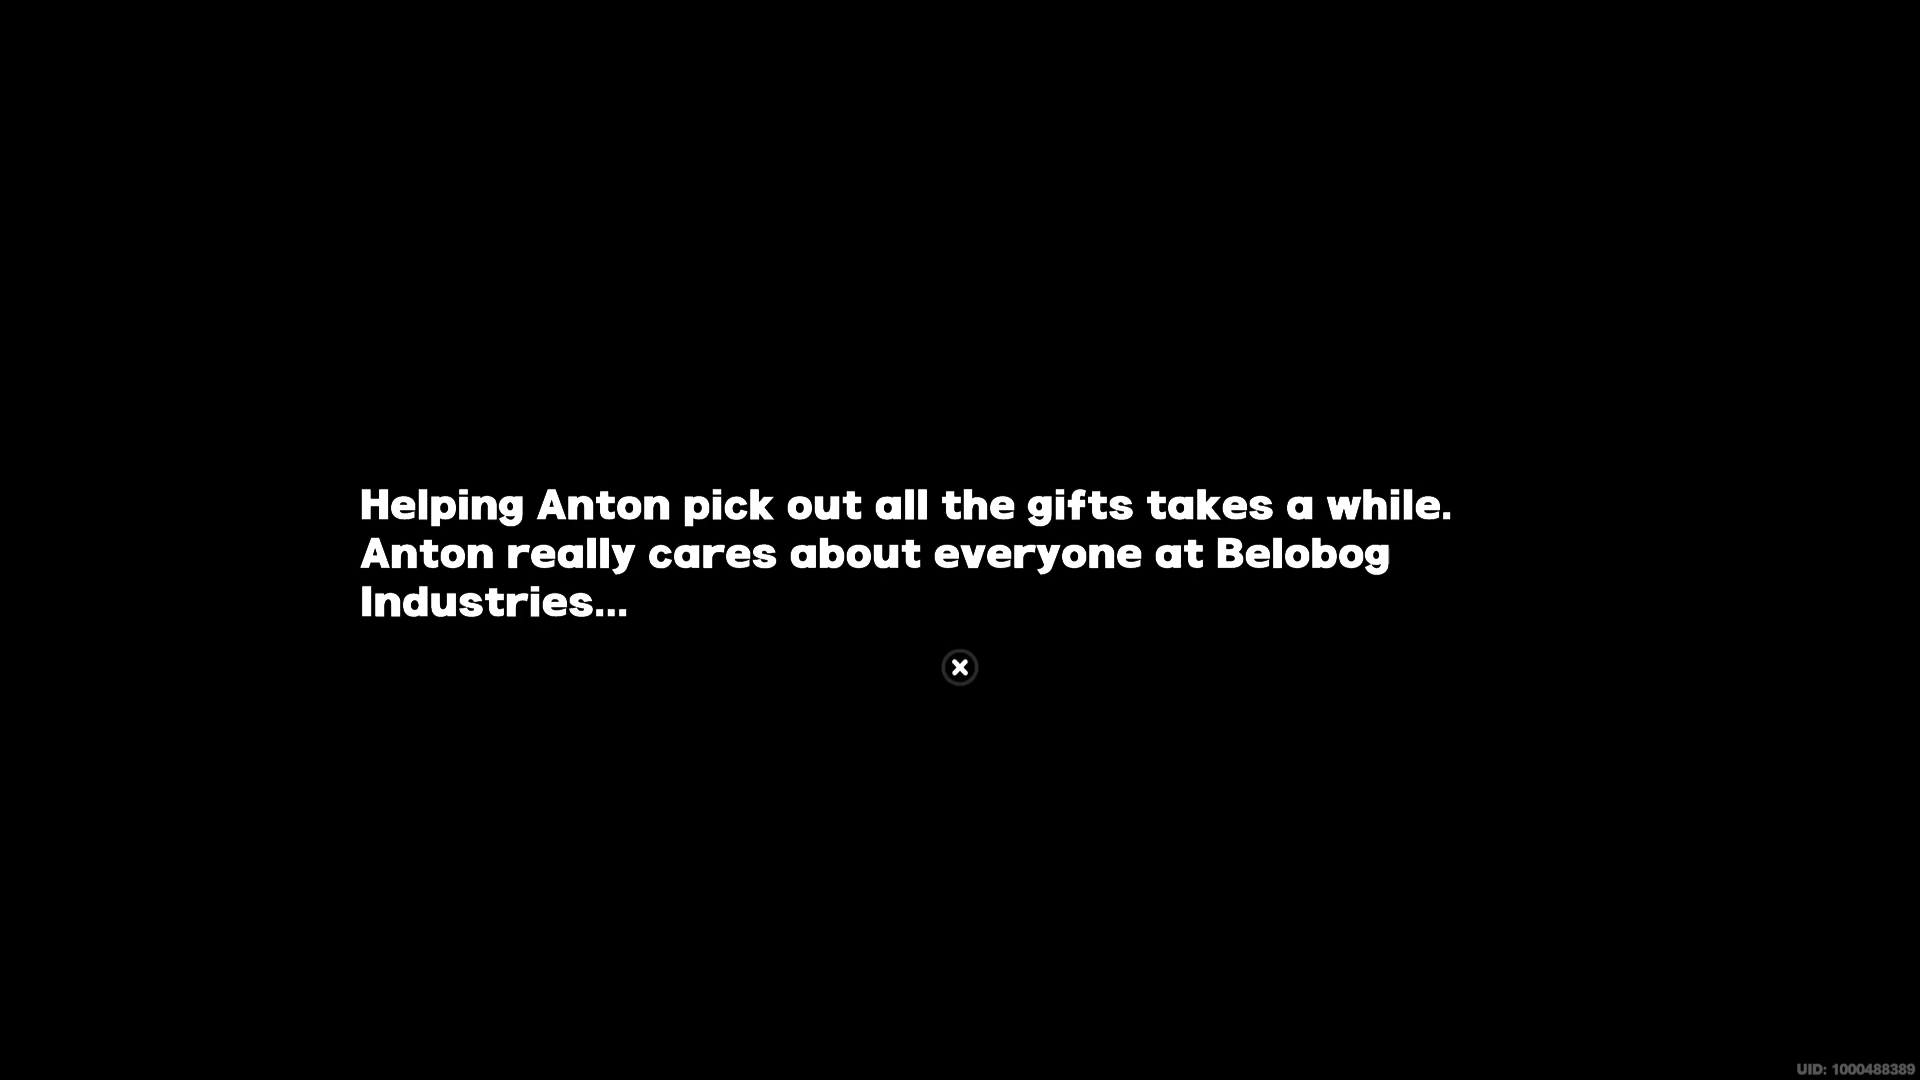 Helping Anton pick out all the gifts takes a while.
Anton really cares about everyone at Belobog
Industries...
UID: 1000488389